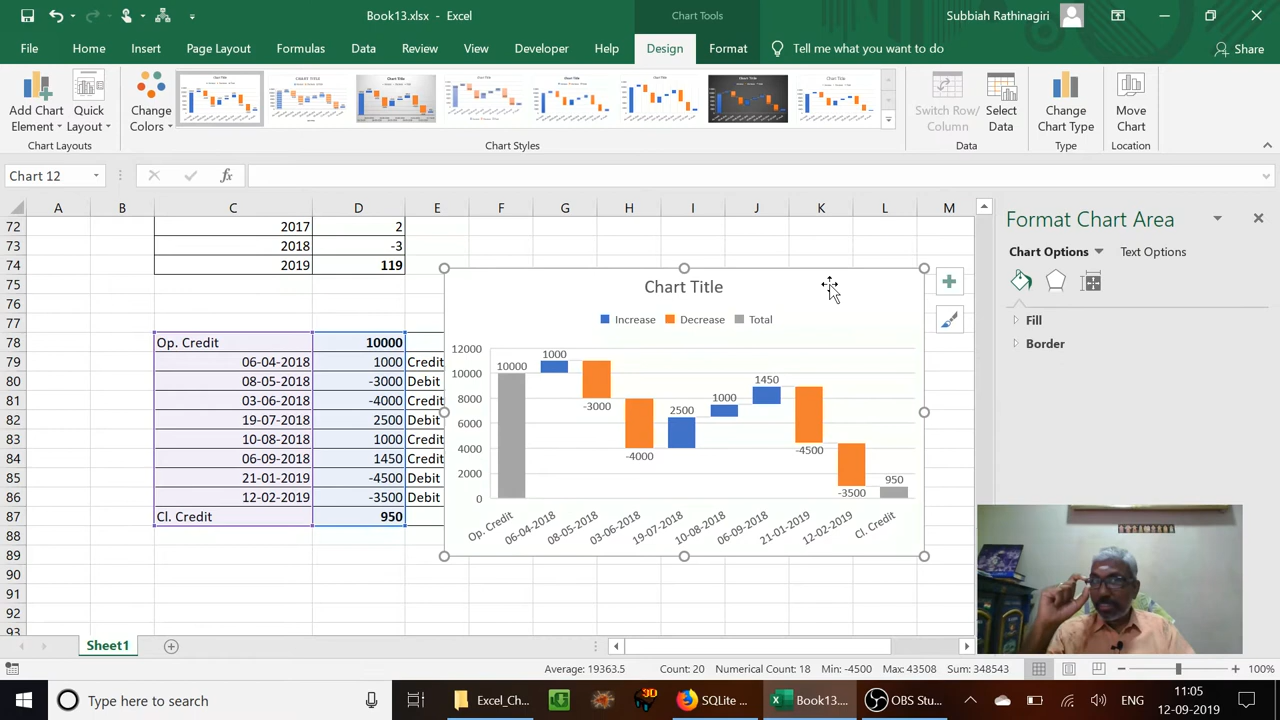 Book13.xlsx - Excel
Chart Tools
Subbiah Rathinagiri
File Home Insert Page Layout Formulas Data Review View Developer Help Design Format Tell me what you want to do Share
Add Chart Element
Quick Layout
Change Colors
Switch Row/ Column
Select Data
Change Chart Type
Move Chart
Chart Layouts Chart Styles Data Type Location
Chart 12 fx
A B C D E F G H I J K L M
72 2017 2
73 2018 -3
74 2019 119
75
76
77
78 Op. Credit 10000
79 06-04-2018 1000 Credit
80 08-05-2018 -3000 Debit
81 03-06-2018 -4000 Credit
82 19-07-2018 2500 Debit
83 10-08-2018 1000 Credit
84 06-09-2018 1450 Credit
85 21-01-2019 -4500 Debit
86 12-02-2019 -3500 Debit
87 Cl. Credit 950
88
89
90
91
92
93
Chart Title
Increase Decrease Total
12000
10000
8000
6000
4000
2000
0
10000 1000 -3000 -4000 2500 1000 1450 -4500 -3500 950
Op. Credit 06-04-2018 08-05-2018 03-06-2018 19-07-2018 10-08-2018 06-09-2018 21-01-2019 12-02-2019 Cl. Credit
Format Chart Area
Chart Options Text Options
Fill
Border
Sheet1
Average: 19363.5 Count: 20 Numerical Count: 18 Min: -4500 Max: 43508 Sum: 348543 100%
Type here to search
Excel_Ch...
3D
SQLite ...
Book13....
OBS Stu...
ENG
11:05
12-09-2019